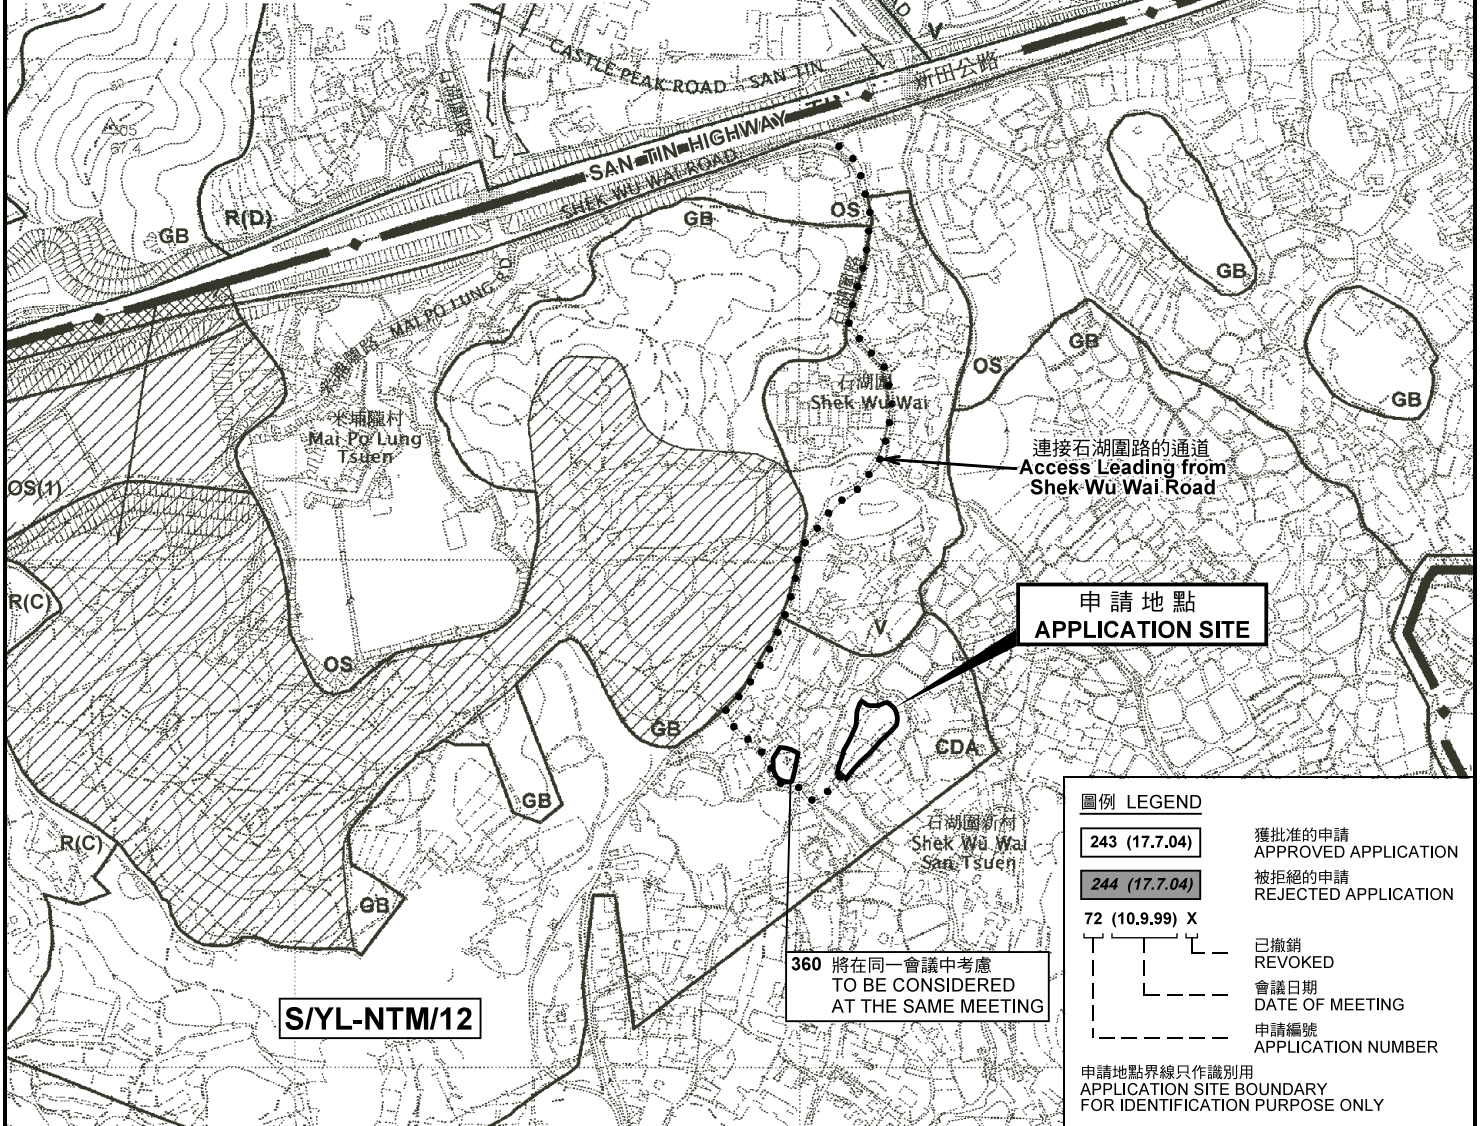 CASTLE PEAK ROAD - SAN TIN
新田公路
V
石湖圍路
SAN TIN HIGHWAY
SHEK WU WAI ROAD
67.4
R(D)
GB
GB
OS
GB
石湖圍路
米埔隴路 MAI PO LUNG RD
GB
OS
GB
石湖圍
Shek Wu Wai
米埔隴村
Mai Po Lung
Tsuen
連接石湖圍路的通道
Access Leading from
Shek Wu Wai Road
OS(1)
R(C)
申請地點
APPLICATION SITE
V
OS
GB
CDA
GB
石湖圍新村
Shek Wu Wai
San Tsuen
R(C)
GB
360 將在同一會議中考慮
TO BE CONSIDERED
AT THE SAME MEETING
S/YL-NTM/12
圖例 LEGEND
243 (17.7.04)
獲批准的申請
APPROVED APPLICATION
244 (17.7.04)
被拒絕的申請
REJECTED APPLICATION
72 (10.9.99) X
已撤銷
REVOKED
會議日期
DATE OF MEETING
申請編號
APPLICATION NUMBER
申請地點界線只作識別用
APPLICATION SITE BOUNDARY
FOR IDENTIFICATION PURPOSE ONLY